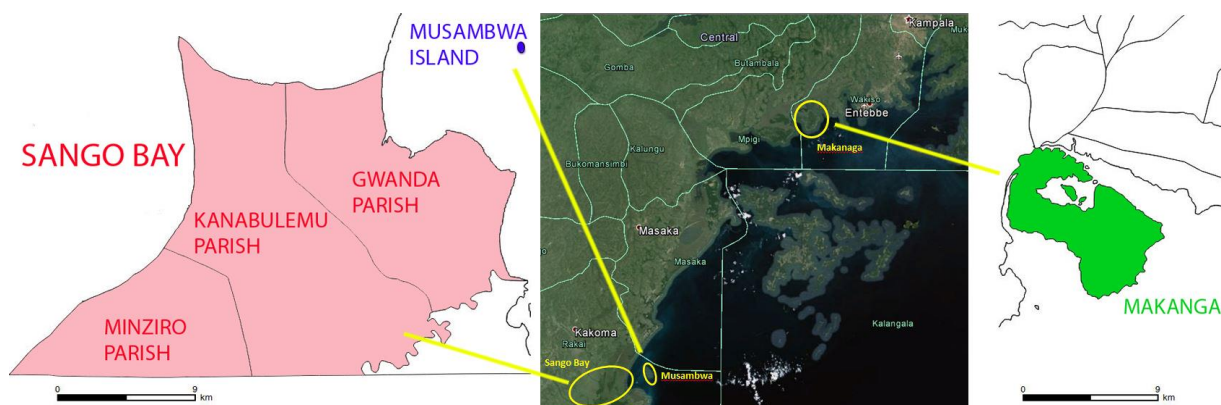 SANGO BAY
KANABULEMU
PARISH
GWANDA
PARISH
MINZIRO
PARISH
0 9
km
MUSAMBWA
ISLAND
Kampala
Central
Muk
Gomba
Butambala
Wakiso
Entebbe
Mpigi
Makanaga
Kalungu
Bukomansimbi
Masaka
Masaka
Kalangala
Kakoma
Rakai
Sango Bay
Musambwa
MAKANGA
0 9
km